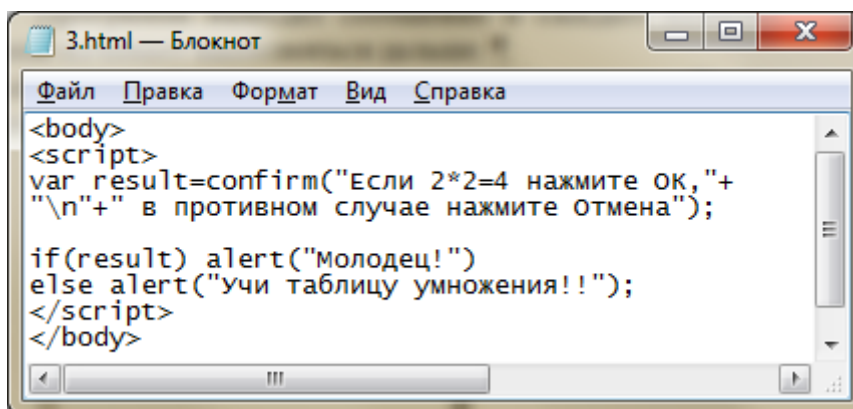 3.html — Блокнот
Файл Правка Формат Вид Справка
<body>
<script>
var result=confirm("Если 2*2=4 нажмите ОК,"+
"\n"+" в противном случае нажмите Отмена");
if(result) alert("Молодец!")
else alert("Учи таблицу умножения!!");
</script>
</body>